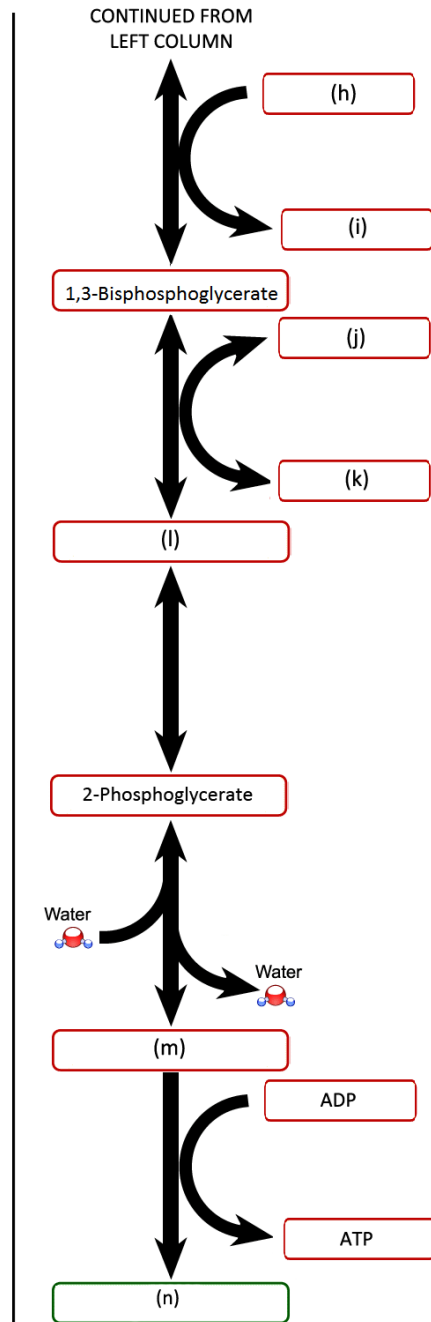 CONTINUED FROM
LEFT COLUMN
(h)
(i)
1,3-Bisphosphoglycerate
(j)
(k)
(l)
2-Phosphoglycerate
Water
Water
(m)
ADP
ATP
(n)